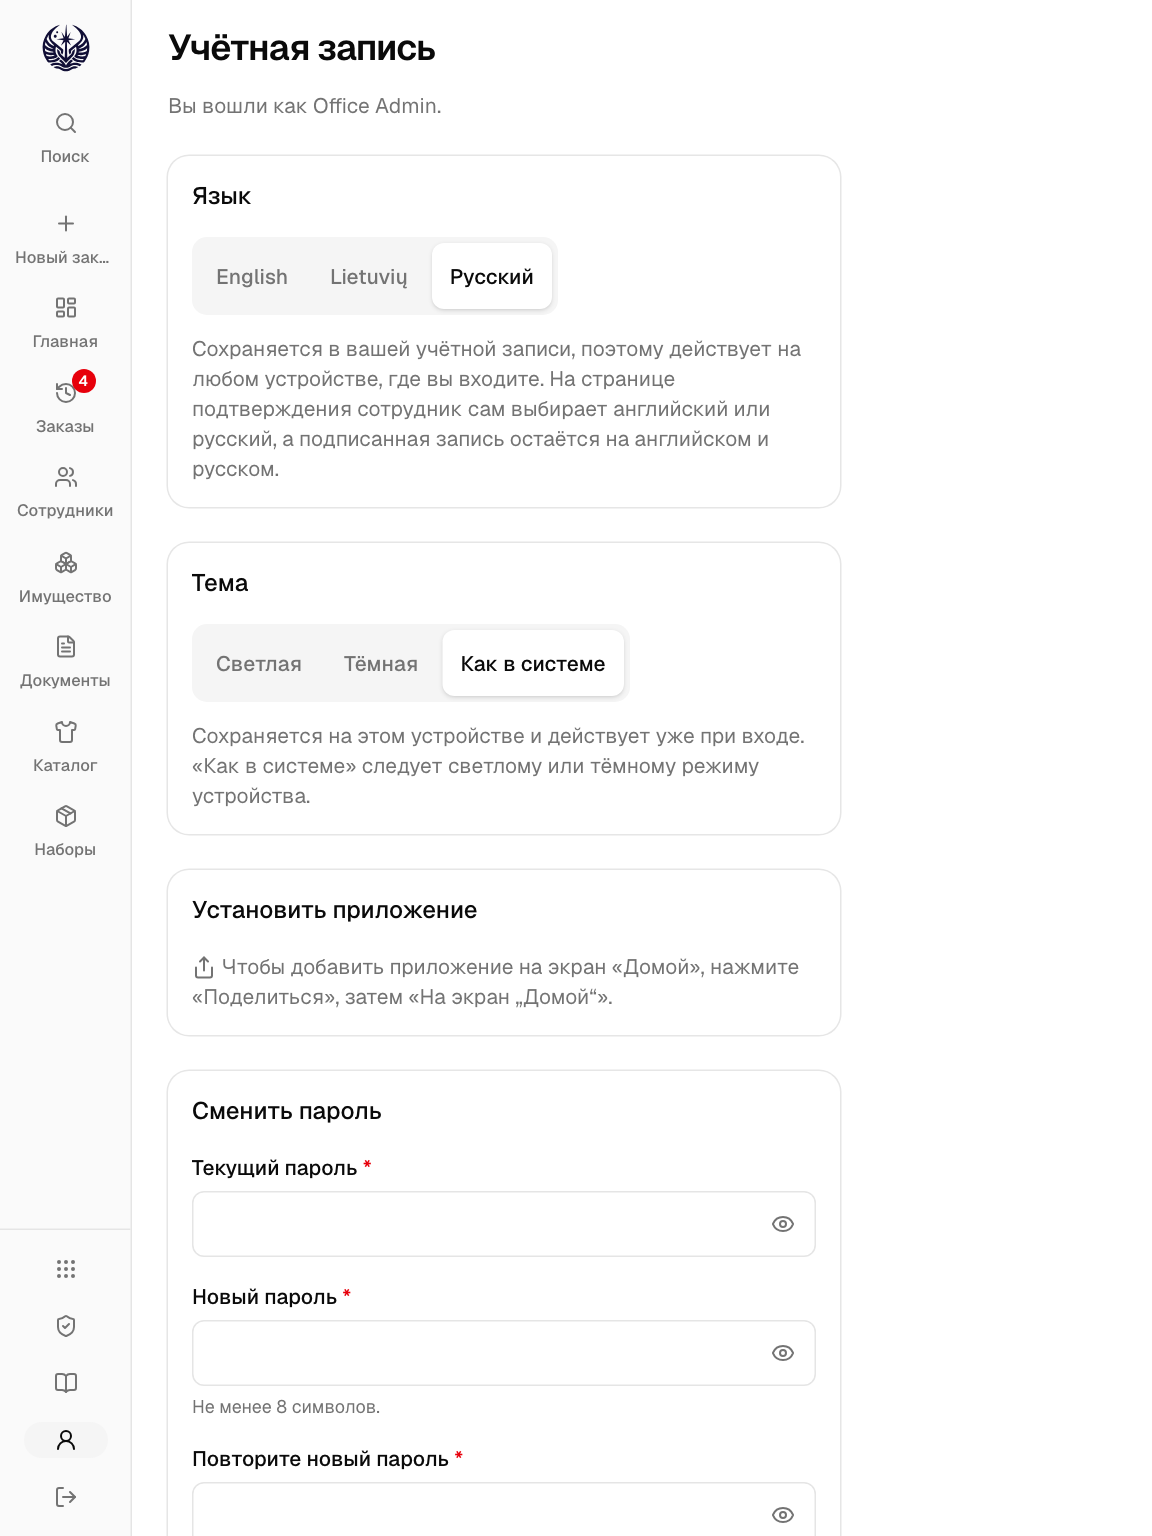 Поиск
Новый зак...
Главная
4
Заказы
Сотрудники
Имущество
Документы
Каталог
Наборы
Учётная запись
Вы вошли как Office Admin.
Язык
English
Lietuvių
Русский
Сохраняется в вашей учётной записи, поэтому действует на
любом устройстве, где вы входите. На странице
подтверждения сотрудник сам выбирает английский или
русский, а подписанная запись остаётся на английском и
русском.
Тема
Светлая
Тёмная
Как в системе
Сохраняется на этом устройстве и действует уже при входе.
«Как в системе» следует светлому или тёмному режиму
устройства.
Установить приложение
Чтобы добавить приложение на экран «Домой», нажмите
«Поделиться», затем «На экран „Домой“».
Сменить пароль
Текущий пароль *
Новый пароль *
Не менее 8 символов.
Повторите новый пароль *